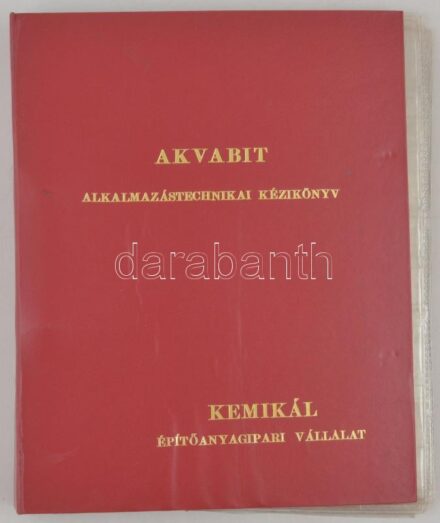 AKVABIT
ALKALMAZÁSTECHNIKAI KÉZIKÖNYV
darabanth
KEMIKÁL
ÉPÍTŐANYAGIPARI VÁLLALAT